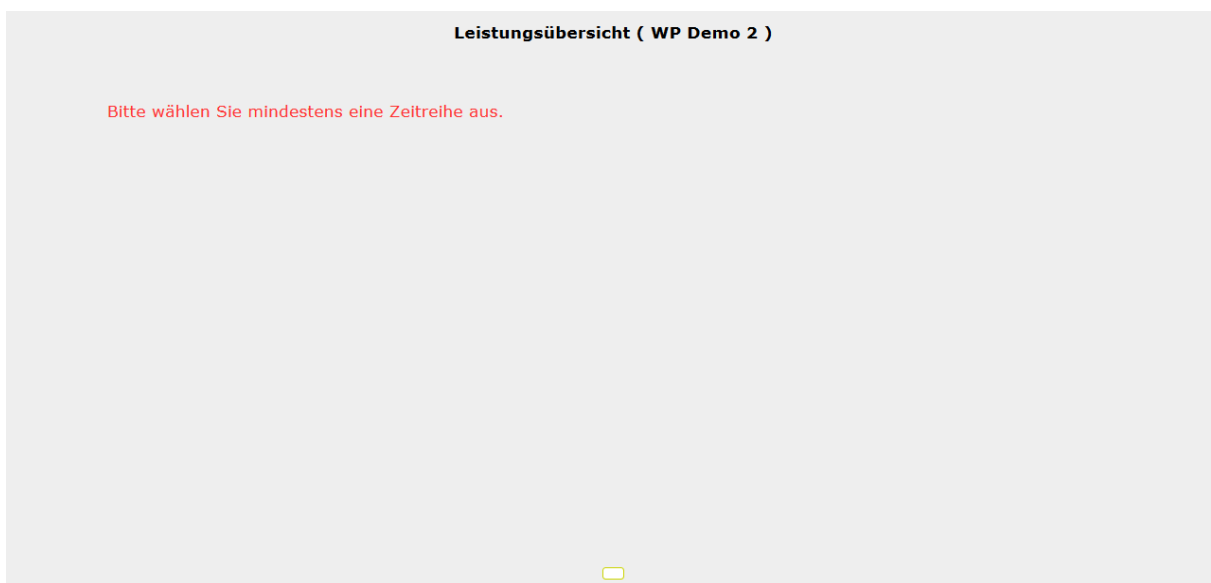 Leistungsübersicht ( WP Demo 2 )
Bitte wählen Sie mindestens eine Zeitreihe aus.